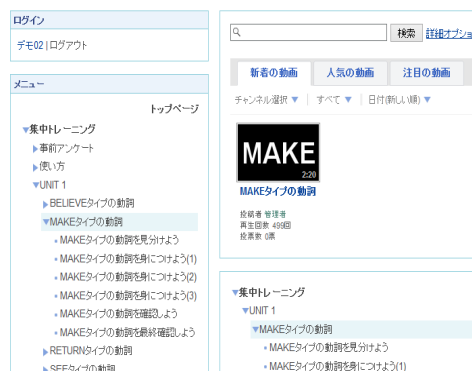 ログイン
デモ02 | ログアウト
メニュー
トップページ
▼集中トレーニング
▶事前アンケート
▶使い方
▼UNIT 1
▶BELIEVEタイプの動詞
▼MAKEタイプの動詞
・MAKEタイプの動詞を見分けよう
・MAKEタイプの動詞を身につけよう(1)
・MAKEタイプの動詞を身につけよう(2)
・MAKEタイプの動詞を身につけよう(3)
・MAKEタイプの動詞を確認しよう
・MAKEタイプの動詞を最終確認しよう
▶RETURNタイプの動詞
▶SEEタイプの動詞
検索 詳細オプショ
新着の動画 人気の動画 注目の動画
チャンネル選択 ▼ | すべて ▼ | 日付(新しい順) ▼
MAKE
2:20
MAKEタイプの動詞
投稿者 管理者
再生回数 499回
投票数 0票
▼集中トレーニング
▼UNIT 1
▼MAKEタイプの動詞
・MAKEタイプの動詞を見分けよう
・MAKEタイプの動詞を身につけよう(1)